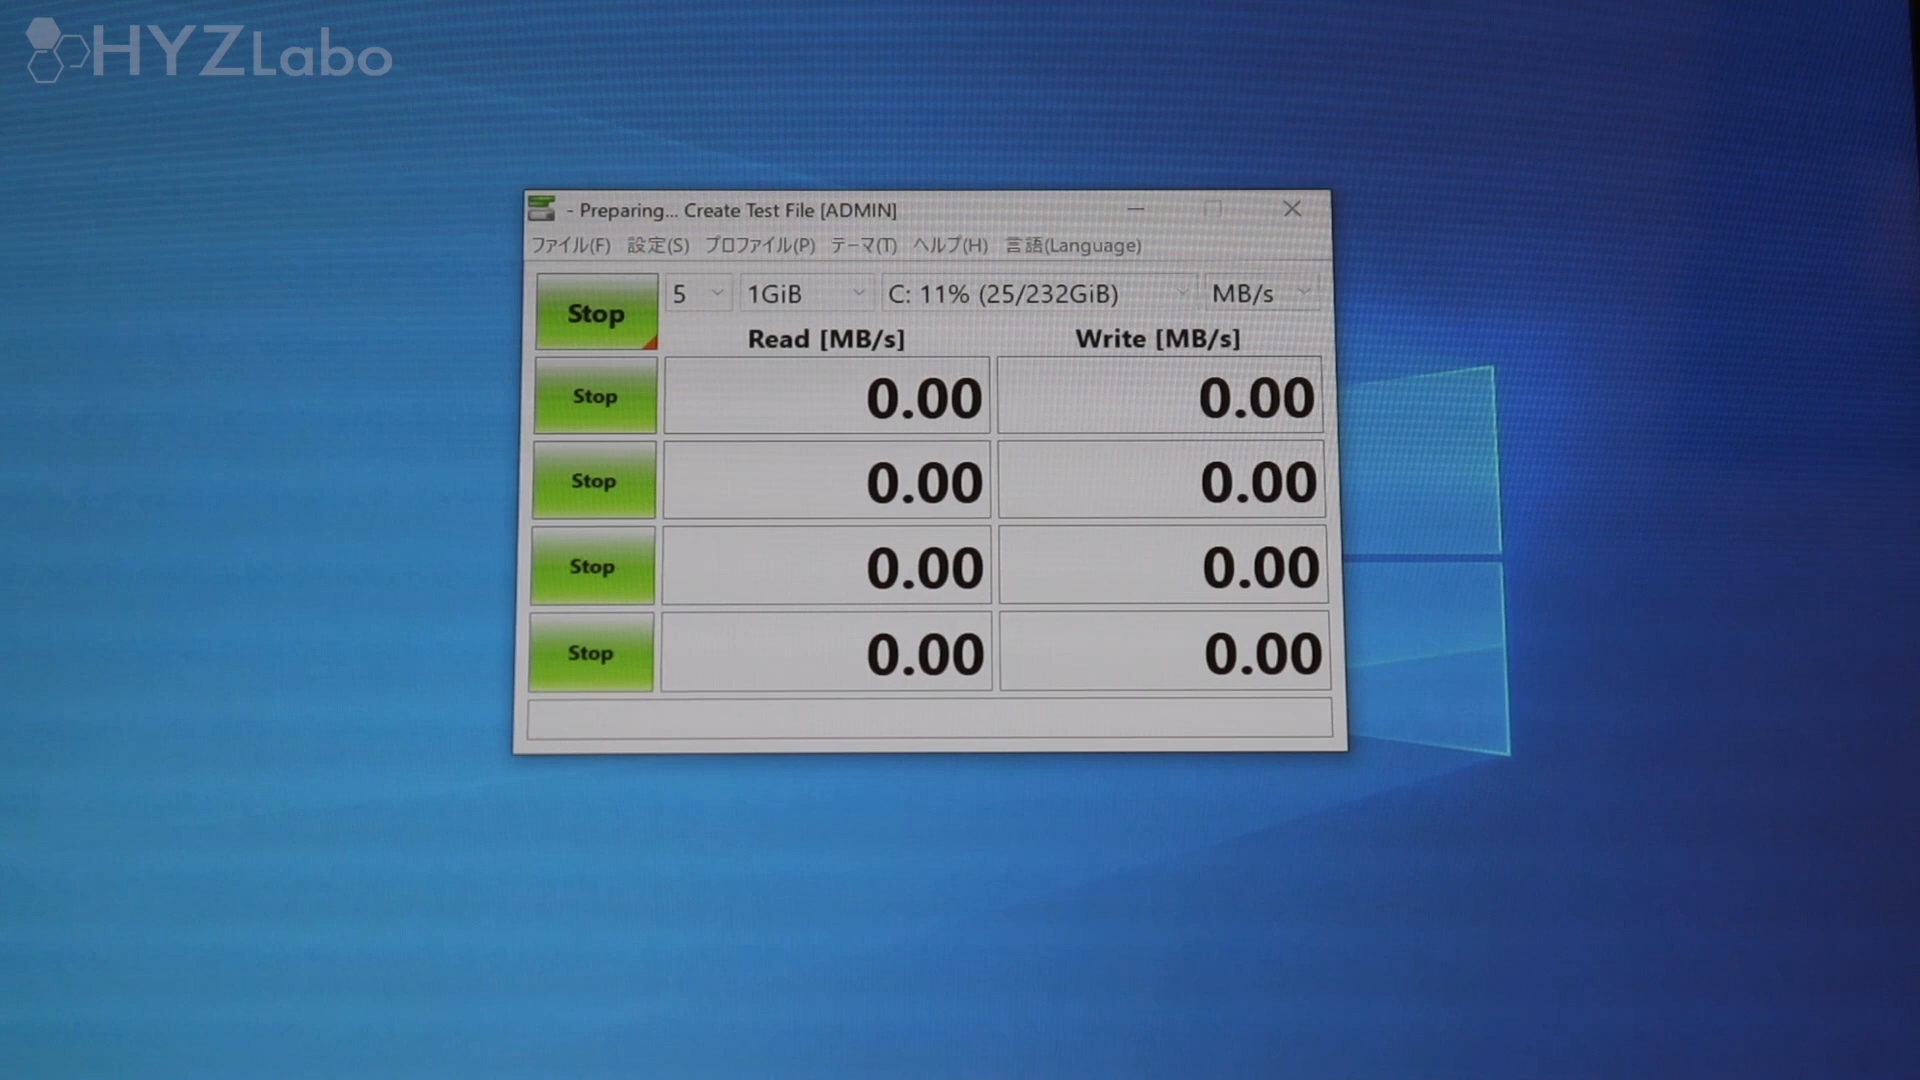 HYZLabo
- Preparing... Create Test File [ADMIN]
ファイル(F) 設定(S) プロファイル(P) テーマ(T) ヘルプ(H) 言語(Language)
Stop 5 1GiB C: 11% (25/232GiB) MB/s
Read [MB/s] Write [MB/s]
Stop 0.00 0.00
Stop 0.00 0.00
Stop 0.00 0.00
Stop 0.00 0.00